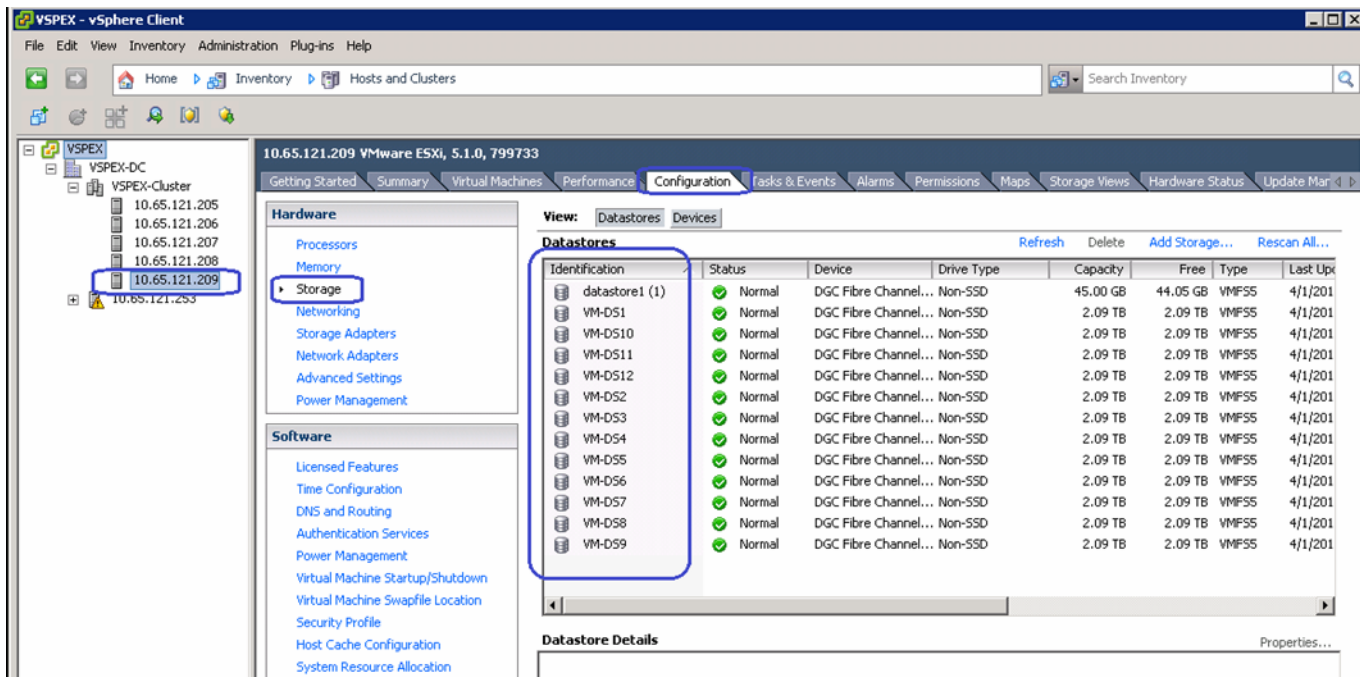 VSPEX - vSphere Client
File Edit View Inventory Administration Plug-ins Help
Home Inventory Hosts and Clusters
Search Inventory
VSPEX
VSPEX-DC
VSPEX-Cluster
10.65.121.205
10.65.121.206
10.65.121.207
10.65.121.208
10.65.121.209
10.65.121.253
10.65.121.209 VMware ESXi, 5.1.0, 799733
Getting Started Summary Virtual Machines Performance Configuration Tasks & Events Alarms Permissions Maps Storage Views Hardware Status Update Mar
Hardware
Processors
Memory
Storage
Networking
Storage Adapters
Network Adapters
Advanced Settings
Power Management
Software
Licensed Features
Time Configuration
DNS and Routing
Authentication Services
Power Management
Virtual Machine Startup/Shutdown
Virtual Machine Swapfile Location
Security Profile
Host Cache Configuration
System Resource Allocation
View: Datastores Devices
Datastores Refresh Delete Add Storage... Rescan All...
Identification Status Device Drive Type Capacity Free Type Last Upd
datastore1 (1) Normal DGC Fibre Channel... Non-SSD 45.00 GB 44.05 GB VMFS5 4/1/201
VM-DS1 Normal DGC Fibre Channel... Non-SSD 2.09 TB 2.09 TB VMFS5 4/1/201
VM-DS10 Normal DGC Fibre Channel... Non-SSD 2.09 TB 2.09 TB VMFS5 4/1/201
VM-DS11 Normal DGC Fibre Channel... Non-SSD 2.09 TB 2.09 TB VMFS5 4/1/201
VM-DS12 Normal DGC Fibre Channel... Non-SSD 2.09 TB 2.09 TB VMFS5 4/1/201
VM-DS2 Normal DGC Fibre Channel... Non-SSD 2.09 TB 2.09 TB VMFS5 4/1/201
VM-DS3 Normal DGC Fibre Channel... Non-SSD 2.09 TB 2.09 TB VMFS5 4/1/201
VM-DS4 Normal DGC Fibre Channel... Non-SSD 2.09 TB 2.09 TB VMFS5 4/1/201
VM-DS5 Normal DGC Fibre Channel... Non-SSD 2.09 TB 2.09 TB VMFS5 4/1/201
VM-DS6 Normal DGC Fibre Channel... Non-SSD 2.09 TB 2.09 TB VMFS5 4/1/201
VM-DS7 Normal DGC Fibre Channel... Non-SSD 2.09 TB 2.09 TB VMFS5 4/1/201
VM-DS8 Normal DGC Fibre Channel... Non-SSD 2.09 TB 2.09 TB VMFS5 4/1/201
VM-DS9 Normal DGC Fibre Channel... Non-SSD 2.09 TB 2.09 TB VMFS5 4/1/201
Datastore Details Properties...